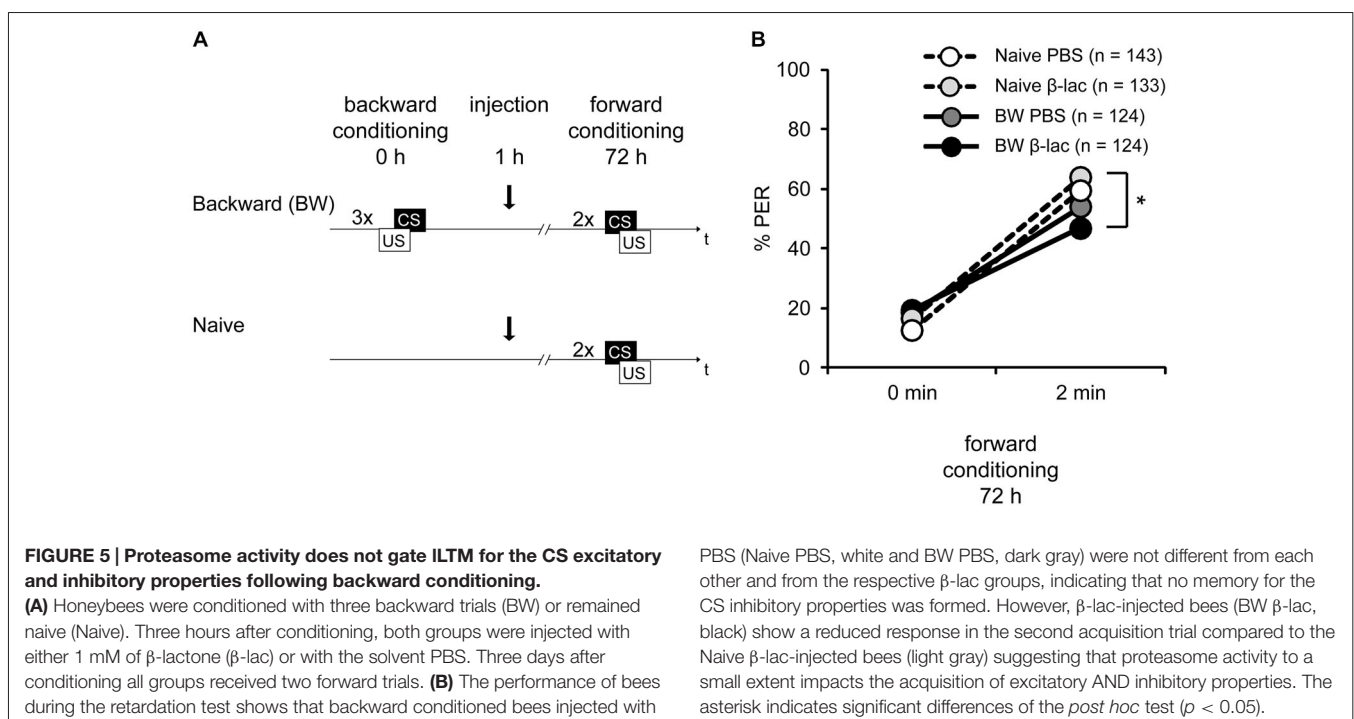 A
backward
conditioning
0 h
injection
1 h
forward
conditioning
72 h
Backward (BW)
3x
CS
US
//
2x
CS
US
t
Naive
//
2x
CS
US
t
B
Naive PBS (n = 143)
Naive β-lac (n = 133)
BW PBS (n = 124)
BW β-lac (n = 124)
% PER
100
80
60
40
20
0
*
0 min
2 min
forward
conditioning
72 h
FIGURE 5 | Proteasome activity does not gate lLTM for the CS excitatory
and inhibitory properties following backward conditioning.
(A) Honeybees were conditioned with three backward trials (BW) or remained
naive (Naive). Three hours after conditioning, both groups were injected with
either 1 mM of β-lactone (β-lac) or with the solvent PBS. Three days after
conditioning all groups received two forward trials. (B) The performance of bees
during the retardation test shows that backward conditioned bees injected with
PBS (Naive PBS, white and BW PBS, dark gray) were not different from each
other and from the respective β-lac groups, indicating that no memory for the
CS inhibitory properties was formed. However, β-lac-injected bees (BW β-lac,
black) show a reduced response in the second acquisition trial compared to the
Naive β-lac-injected bees (light gray) suggesting that proteasome activity to a
small extent impacts the acquisition of excitatory AND inhibitory properties. The
asterisk indicates significant differences of the post hoc test (p < 0.05).